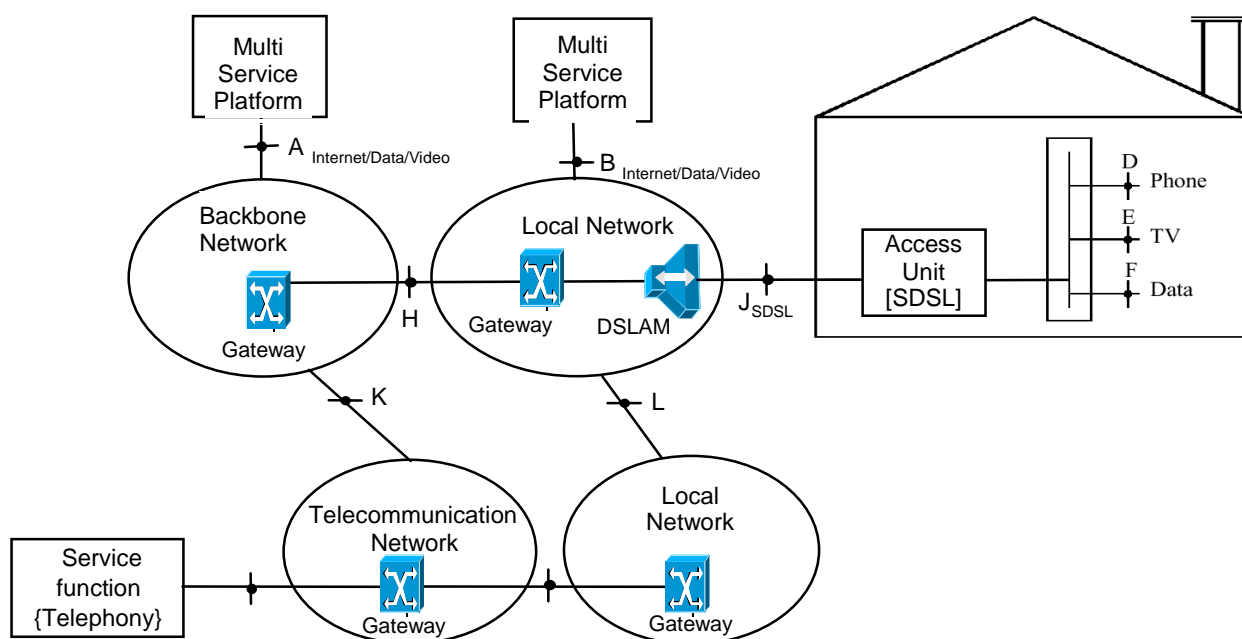 Multi
Service
Platform
Multi
Service
Platform
A Internet/Data/Video
B Internet/Data/Video
Backbone
Network
Gateway
H
Local Network
Gateway
DSLAM
J SDSL
Access
Unit
[SDSL]
D
Phone
E
TV
F
Data
K
L
Telecommunication
Network
Gateway
Local
Network
Gateway
Service
function
{Telephony}